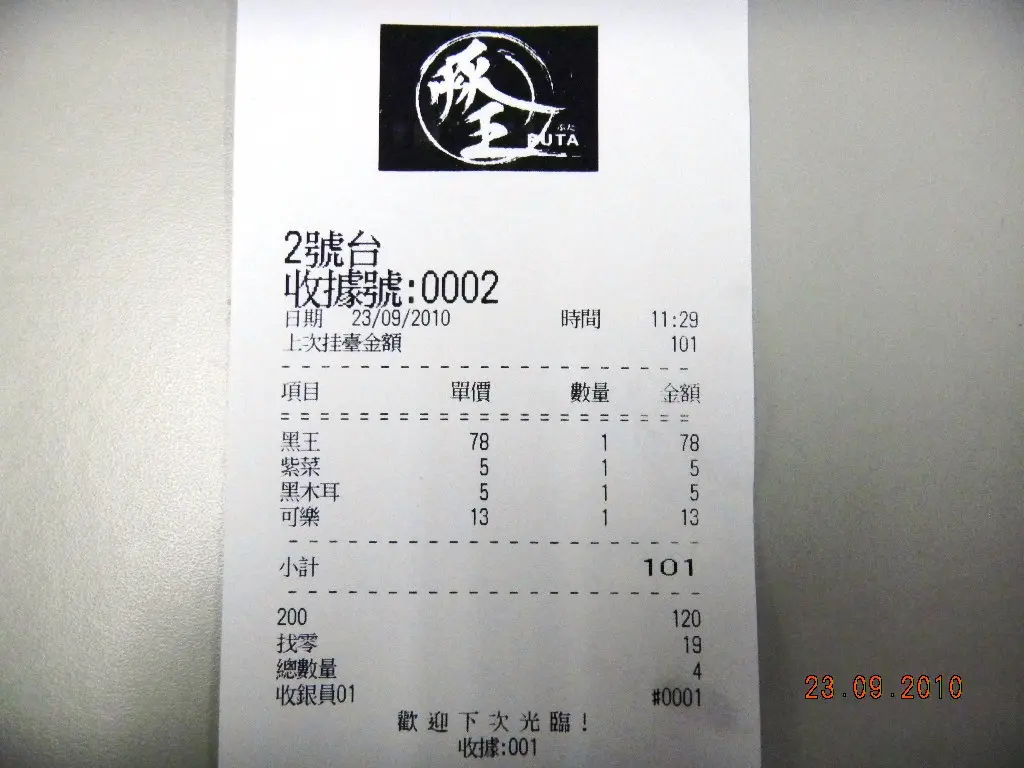 豚王
ぶた
BUTA
2號台
收據號:0002
日期 23/09/2010 時間 11:29
上次挂臺金額 101
項目 單價 數量 金額
黑王 78 1 78
紫菜 5 1 5
黑木耳 5 1 5
可樂 13 1 13
小計 101
200 120
找零 19
總數量 4
收銀員01 #0001
歡迎下次光臨!
收據:001
23.09.2010